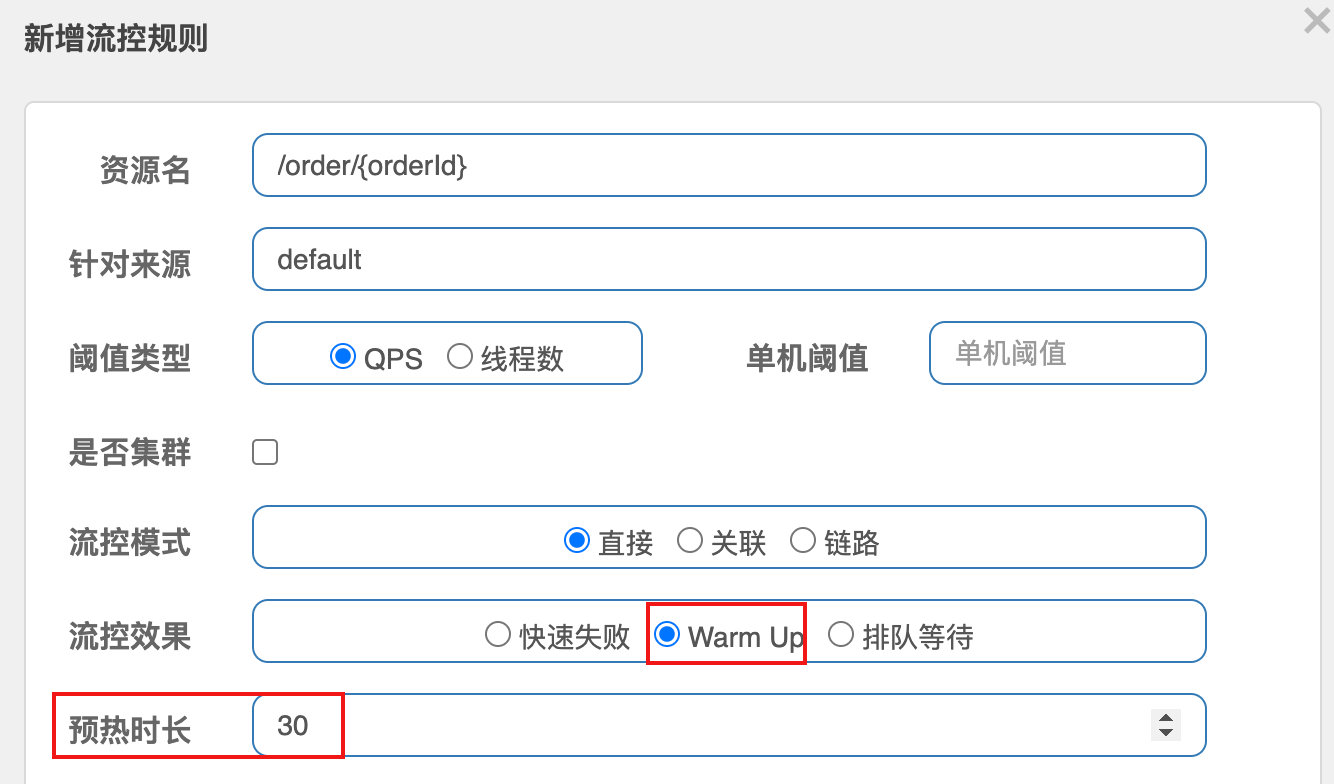 新增流控规则
资源名 /order/{orderId}
针对来源 default
阈值类型 QPS 线程数 单机阈值 单机阈值
是否集群
流控模式 直接 关联 链路
流控效果 快速失败 Warm Up 排队等待
预热时长 30